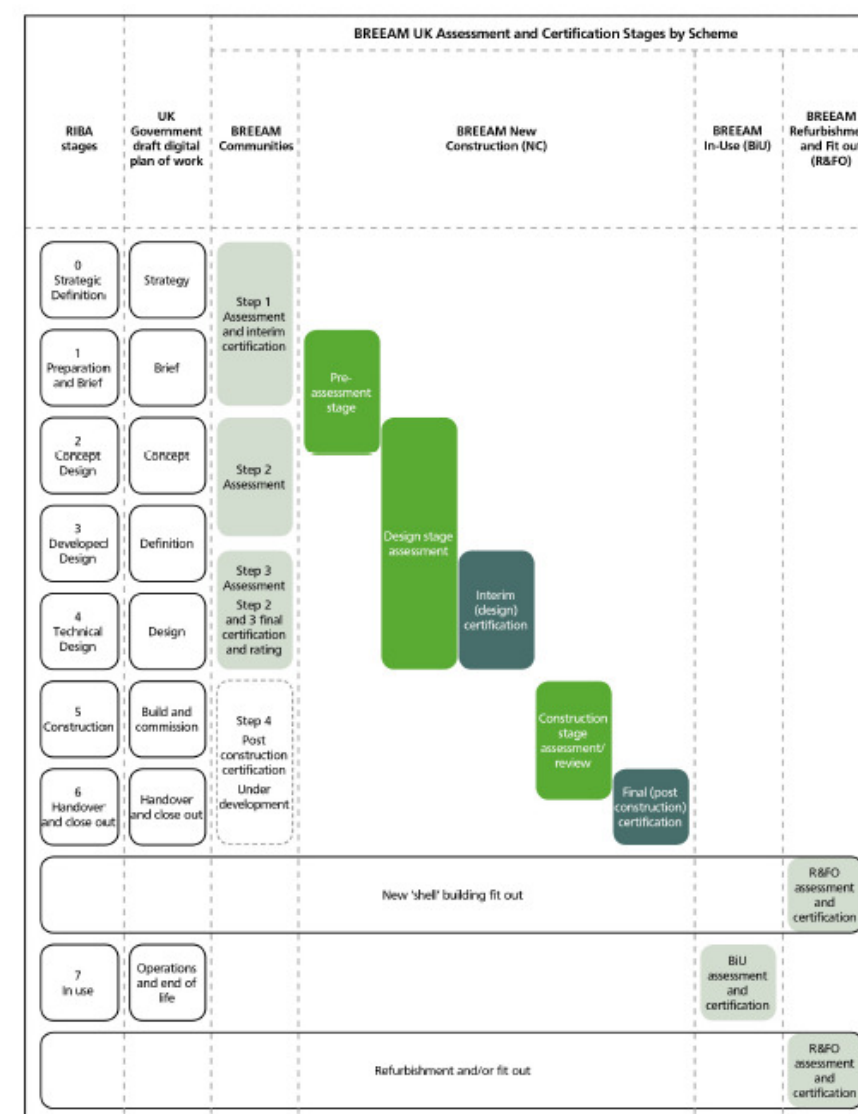 BREEAM UK Assessment and Certification Stages by Scheme
RIBA
stages
UK
Government
draft digital
plan of work
BREEAM
Communities
BREEAM New
Construction (NC)
BREEAM
In-Use (BiU)
BREEAM
Refurbishme
and Fit out
(R&FO)
0
Strategic
Definition
Strategy
Step 1
Assessment
and interim
certification
1
Preparation
and Brief
Brief
Pre-
assessment
stage
2
Concept
Design
Concept
Step 2
Assessment
Design stage
assessment
3
Developed
Design
Definition
Step 3
Assessment
Step 2
and 3 final
certification
and rating
Interim
(design)
certification
4
Technical
Design
Design
5
Construction
Build and
commission
Step 4
Post
construction
certification
Under
development
Construction
stage
assessment/
review
6
Handover
and close out
Handover
and close out
Final (post
construction)
certification
New 'shell' building fit out
R&FO
assessment
and
certification
7
In use
Operations
and end of
life
BiU
assessment
and
certification
Refurbishment and/or fit out
R&FO
assessment
and
certification